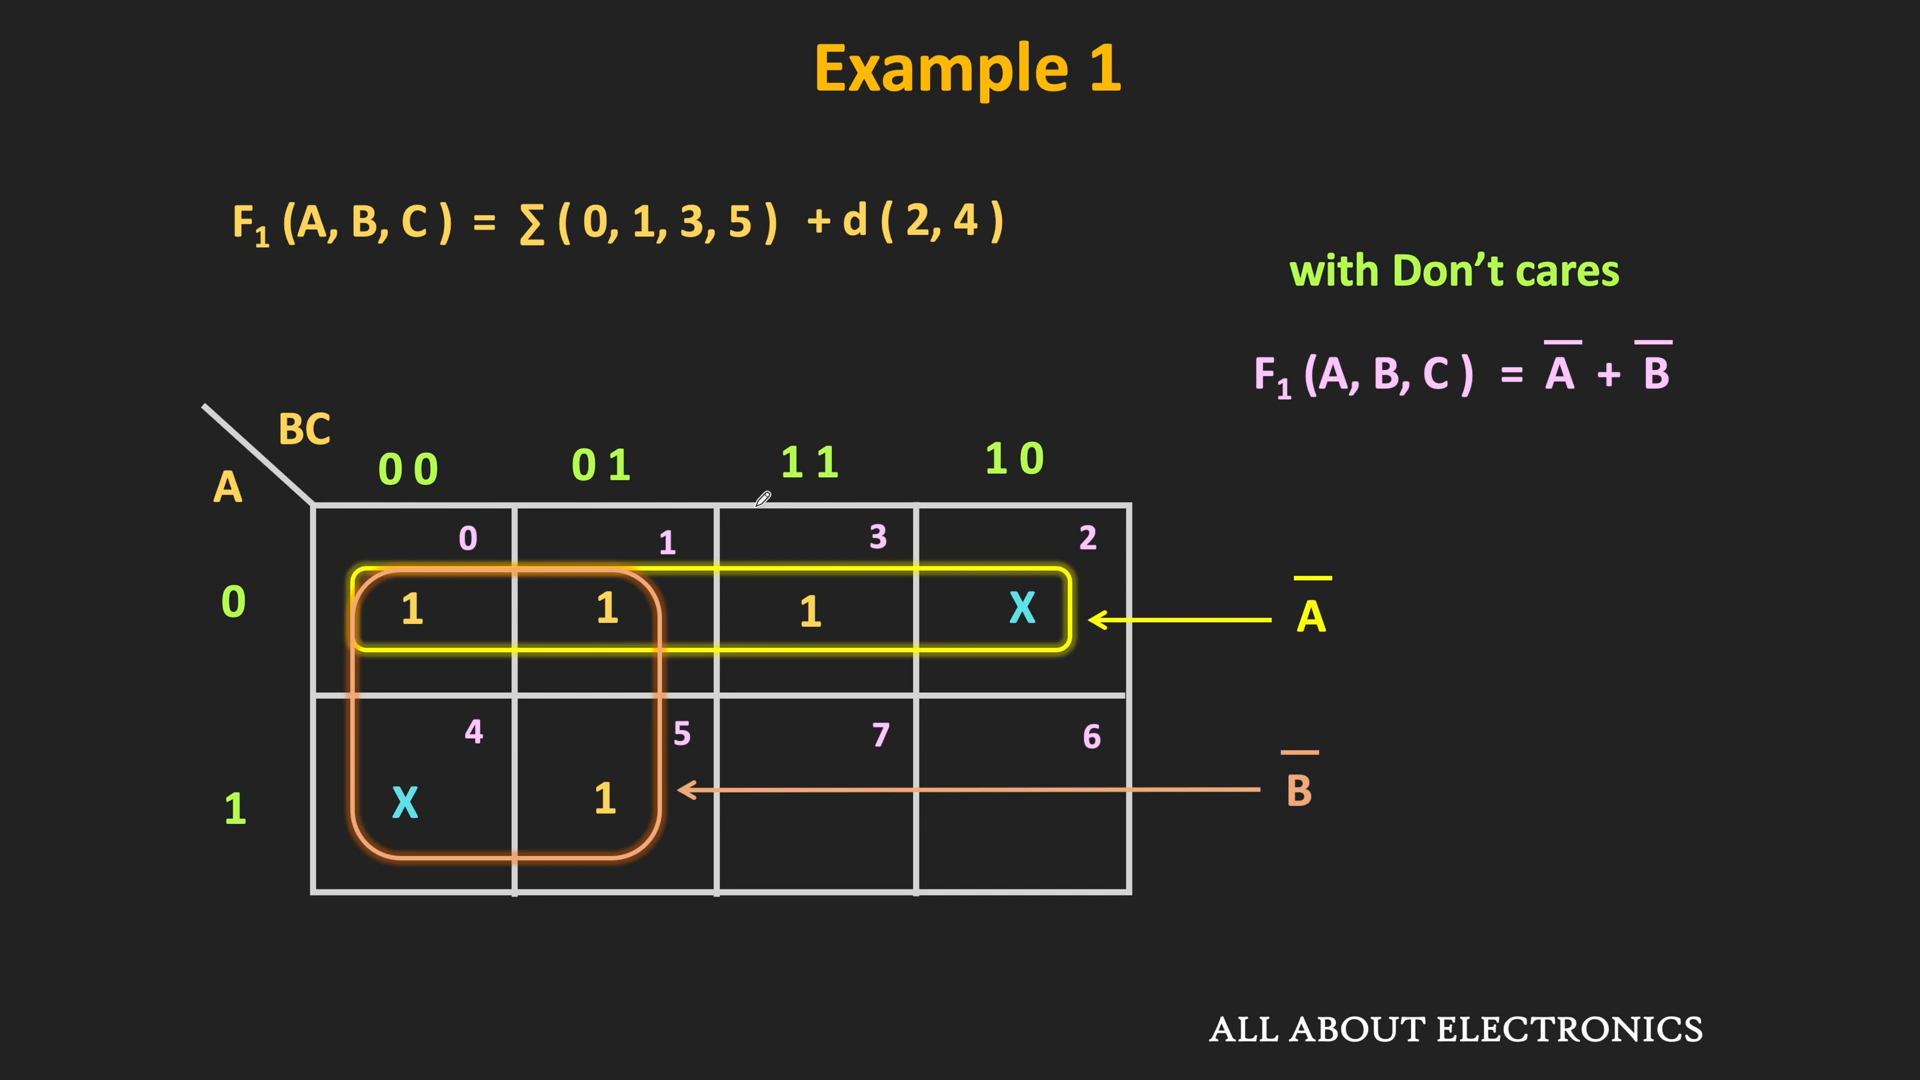 Example 1
F₁ (A, B, C ) = ∑ ( 0, 1, 3, 5 ) + d ( 2, 4 )
with Don’t cares
F₁ (A, B, C ) = A̅ + B̅
BC
A
0 0 0 1 1 1 1 0
0 1 3 2
0 1 1 1 X
A̅
4 5 7 6
1 X 1
B̅
ALL ABOUT ELECTRONICS